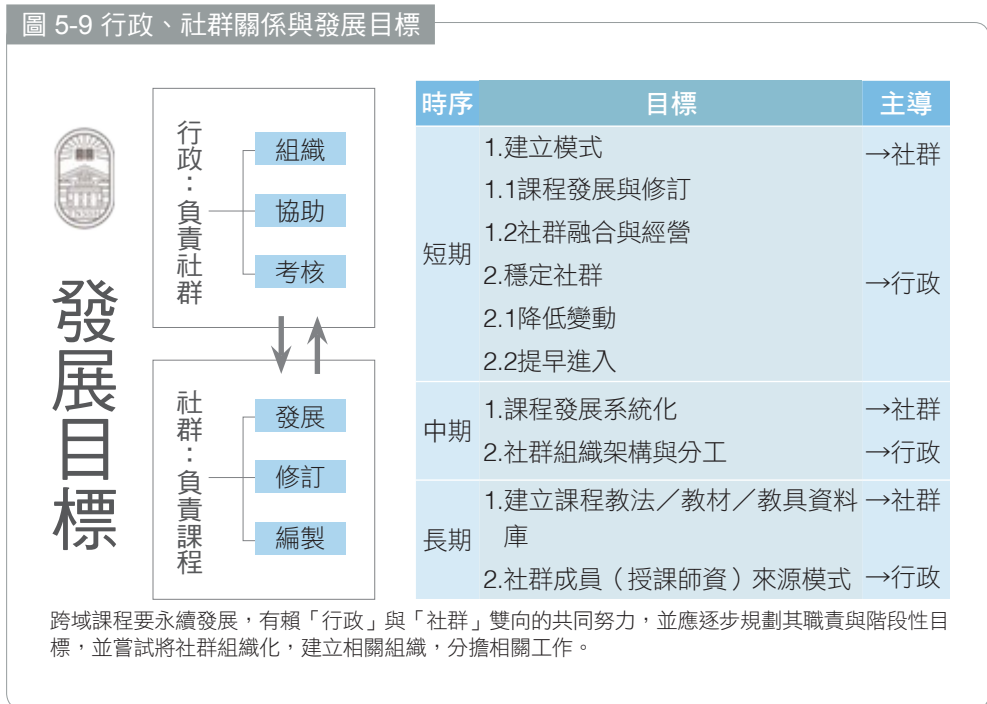 圖 5-9 行政、社群關係與發展目標
發展目標
行政：負責社群
組織
協助
考核
社群：負責課程
發展
修訂
編製
時序 目標 主導
短期
1.建立模式 →社群
1.1課程發展與修訂
1.2社群融合與經營
2.穩定社群 →行政
2.1降低變動
2.2提早進入
中期
1.課程發展系統化 →社群
2.社群組織架構與分工 →行政
長期
1.建立課程教法／教材／教具資料 →社群
庫
2.社群成員（授課師資）來源模式 →行政
跨域課程要永續發展，有賴「行政」與「社群」雙向的共同努力，並應逐步規劃其職責與階段性目
標，並嘗試將社群組織化，建立相關組織，分擔相關工作。